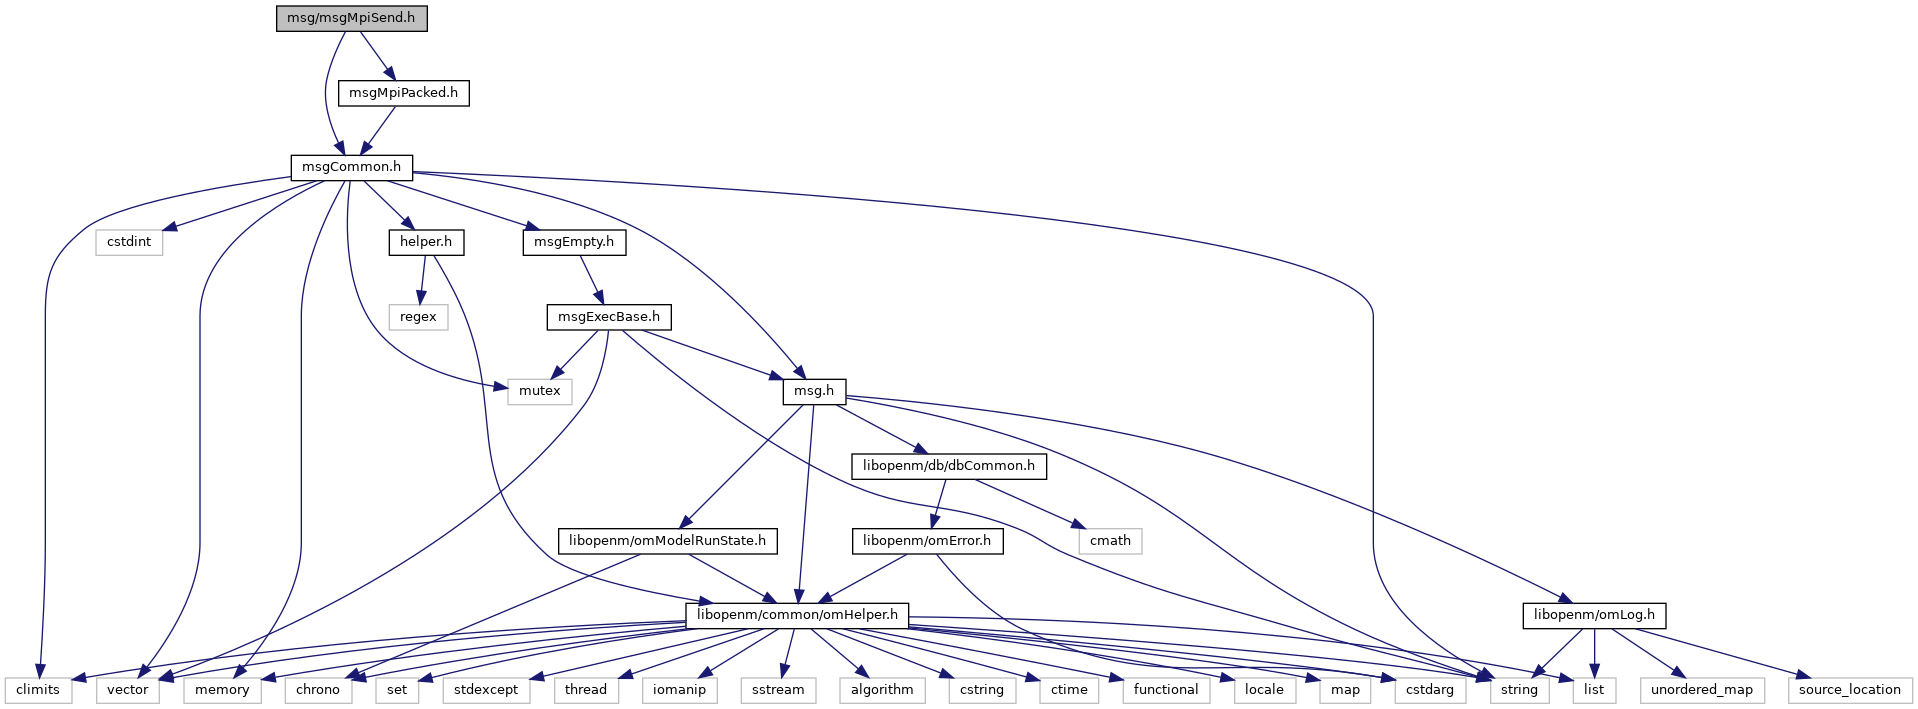 msg/msgMpiSend.h
msgMpiPacked.h
msgCommon.h
cstdint
helper.h
msgEmpty.h
regex
msgExecBase.h
mutex
msg.h
libopenm/db/dbCommon.h
libopenm/omModelRunState.h
libopenm/omError.h
cmath
libopenm/common/omHelper.h
libopenm/omLog.h
climits
vector
memory
chrono
set
stdexcept
thread
iomanip
sstream
algorithm
cstring
ctime
functional
locale
map
cstdarg
string
list
unordered_map
source_location